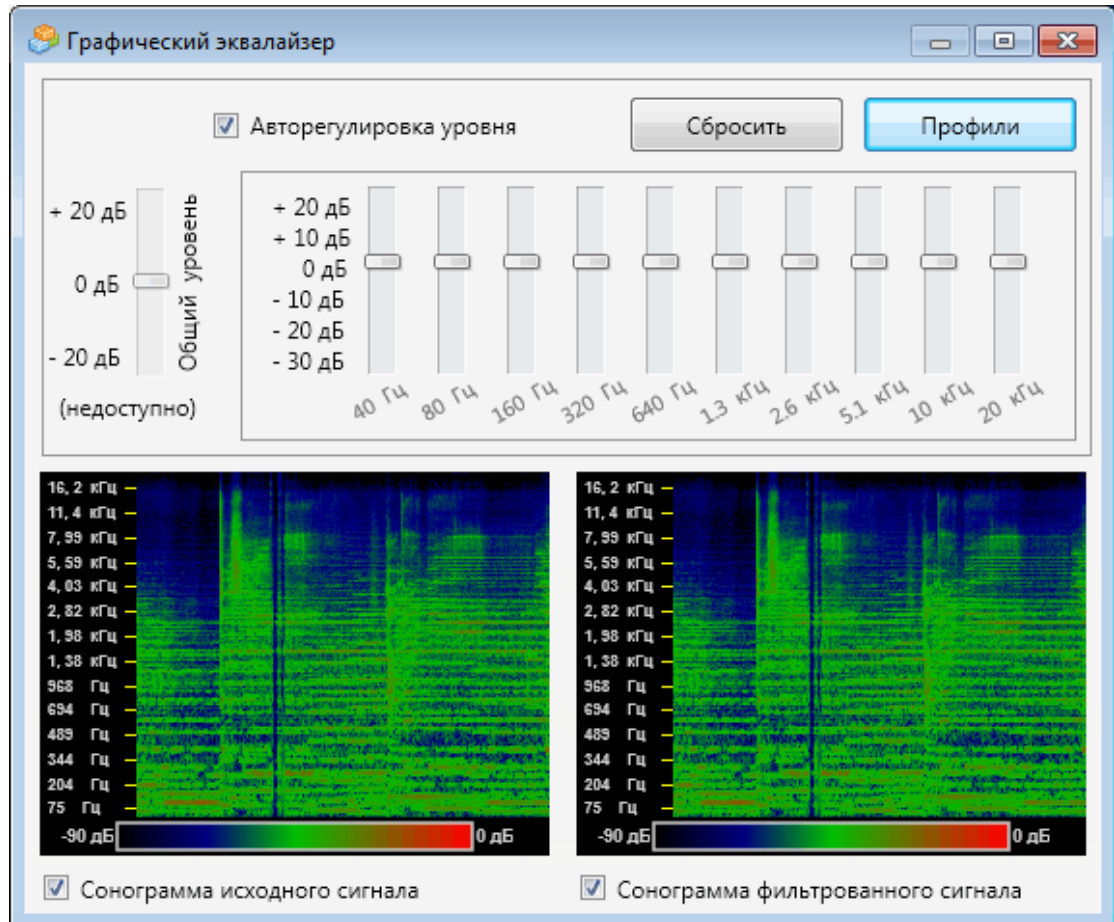 Графический эквалайзер
Авторегулировка уровня
Сбросить
Профили
+ 20 дБ
0 дБ
- 20 дБ
Общий уровень
(недоступно)
+ 20 дБ
+ 10 дБ
0 дБ
- 10 дБ
- 20 дБ
- 30 дБ
40 Гц
80 Гц
160 Гц
320 Гц
640 Гц
1.3 кГц
2.6 кГц
5.1 кГц
10 кГц
20 кГц
16,2 кГц
11,4 кГц
7,99 кГц
5,59 кГц
4,03 кГц
2,82 кГц
1,98 кГц
1,38 кГц
968 Гц
694 Гц
489 Гц
344 Гц
204 Гц
75 Гц
-90 дБ 0 дБ
16,2 кГц
11,4 кГц
7,99 кГц
5,59 кГц
4,03 кГц
2,82 кГц
1,98 кГц
1,38 кГц
968 Гц
694 Гц
489 Гц
344 Гц
204 Гц
75 Гц
-90 дБ 0 дБ
Сонограмма исходного сигнала
Сонограмма фильтрованного сигнала